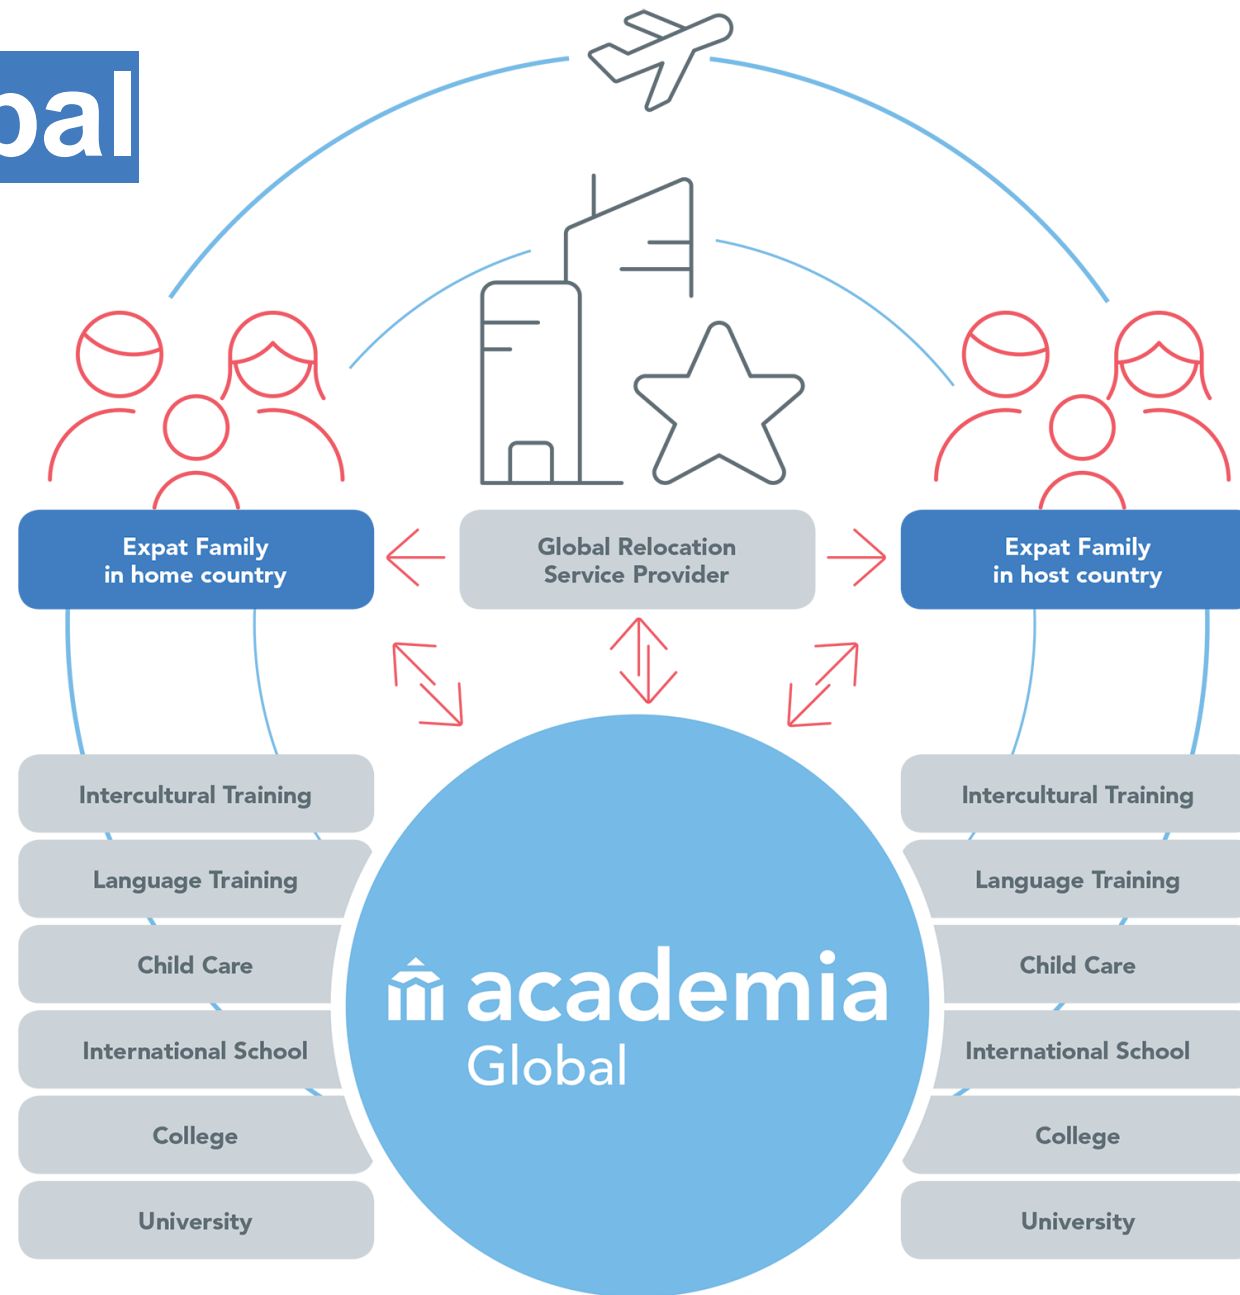 bal
Expat Family
in home country
Global Relocation
Service Provider
Expat Family
in host country
Intercultural Training
Language Training
Child Care
International School
College
University
academia
Global
Intercultural Training
Language Training
Child Care
International School
College
University